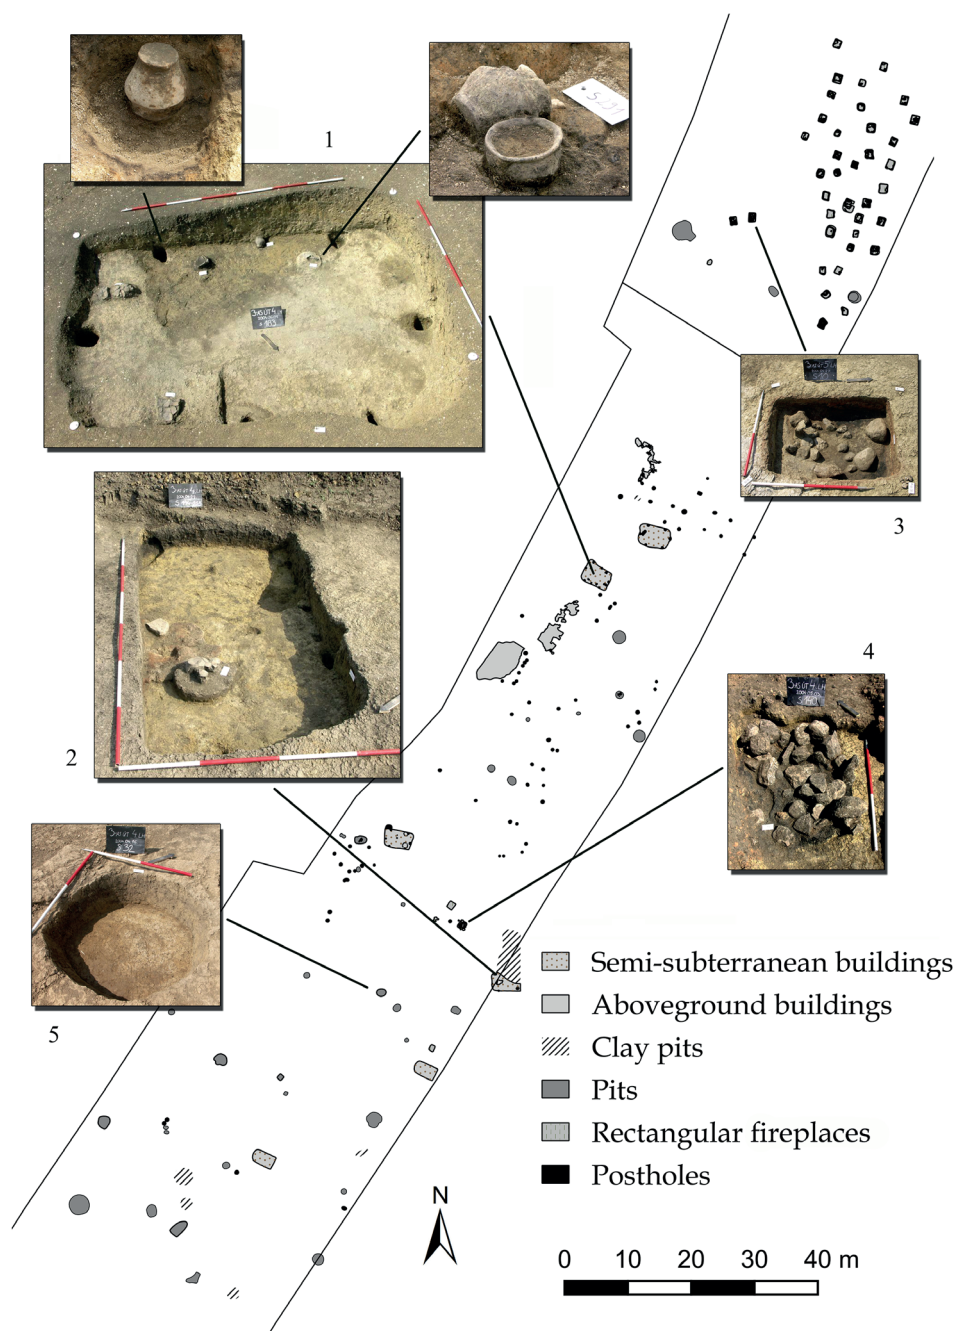 1
3
4
2
5
Semi-subterranean buildings
Aboveground buildings
Clay pits
Pits
Rectangular fireplaces
Postholes
N
0 10 20 30 40 m